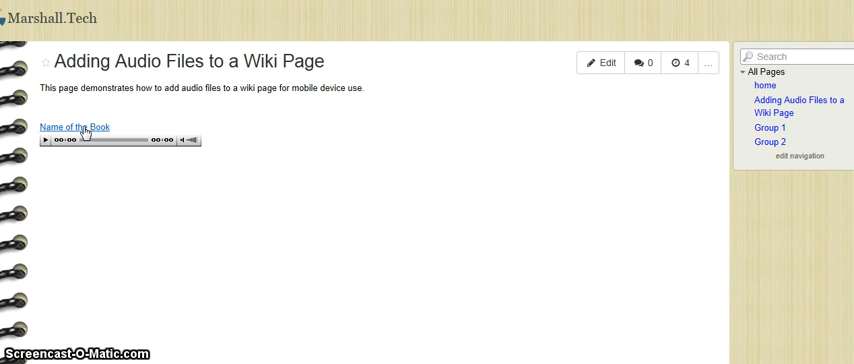 Marshall.Tech
Adding Audio Files to a Wiki Page
Edit
0
4
...
This page demonstrates how to add audio files to a wiki page for mobile device use.
Name of the Book
00:00 00:00
Search
All Pages
home
Adding Audio Files to a
Wiki Page
Group 1
Group 2
edit navigation
Screencast-O-Matic.com